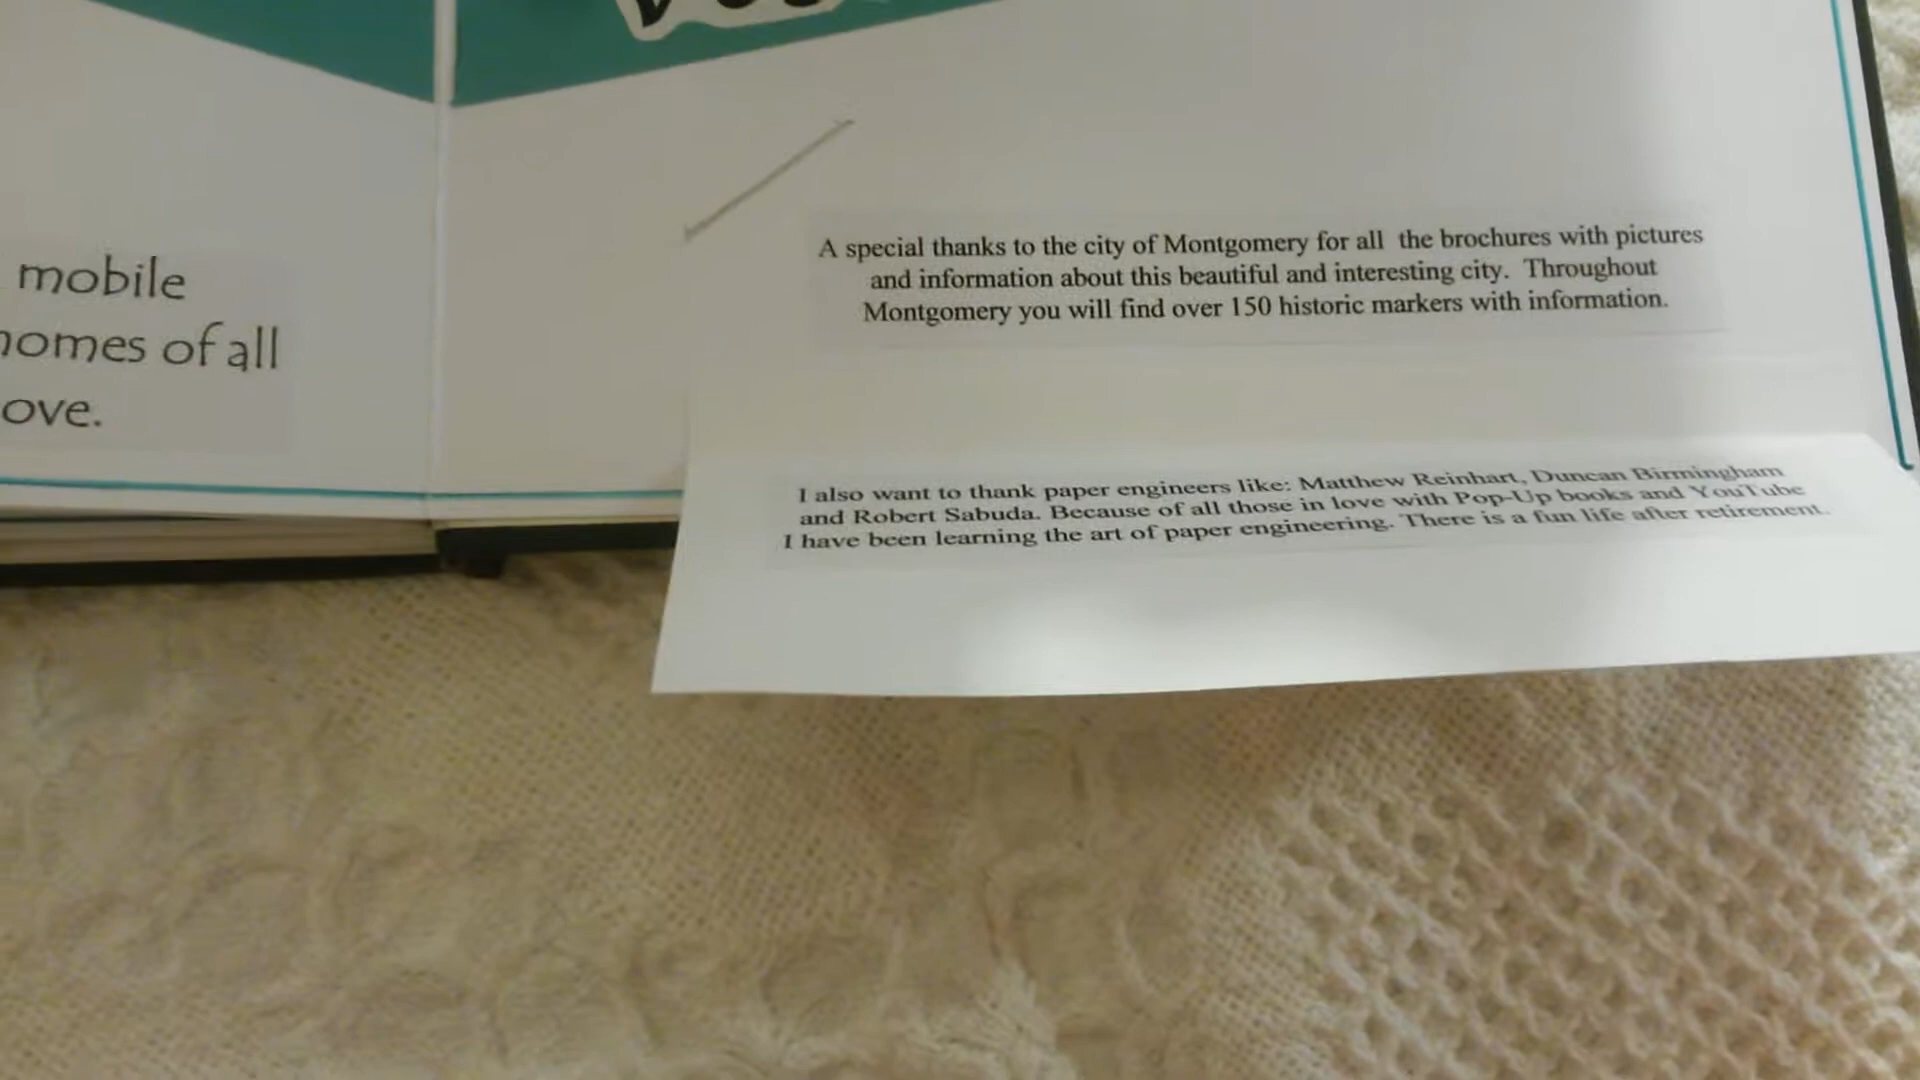 mobile
homes of all
ove.
A special thanks to the city of Montgomery for all the brochures with pictures
and information about this beautiful and interesting city. Throughout
Montgomery you will find over 150 historic markers with information.
I also want to thank paper engineers like: Matthew Reinhart, Duncan Birmingham
and Robert Sabuda. Because of all those in love with Pop-Up books and YouTube
I have been learning the art of paper engineering. There is a fun life after retirement.